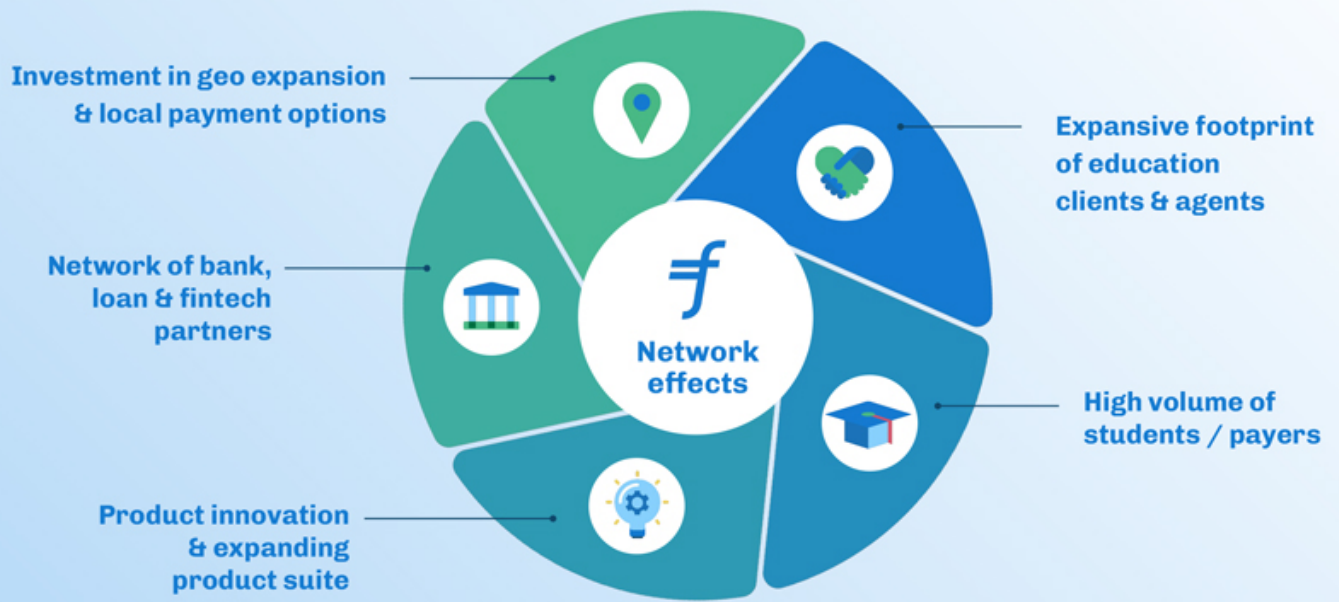 Investment in geo expansion
& local payment options
Expansive footprint
of education
clients & agents
Network of bank,
loan & fintech
partners
Network
effects
High volume of
students / payers
Product innovation
& expanding
product suite